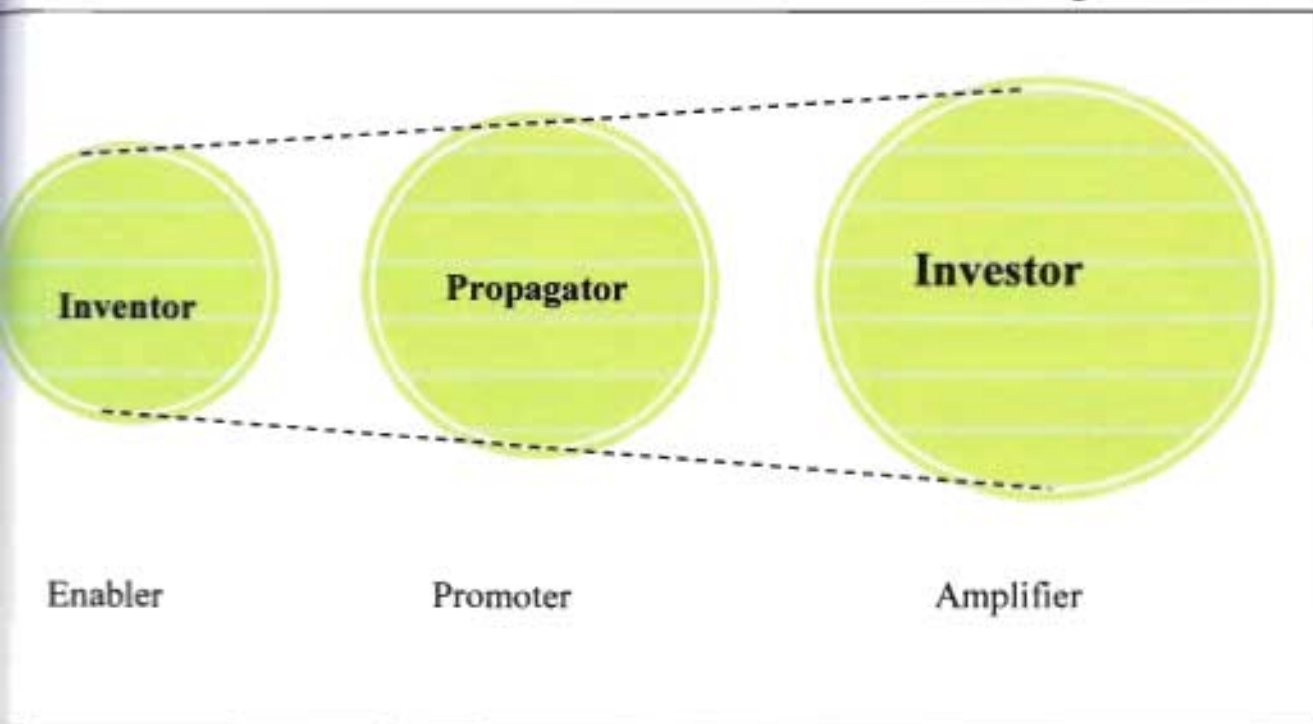 Inventor
Propagator
Investor
Enabler
Promoter
Amplifier